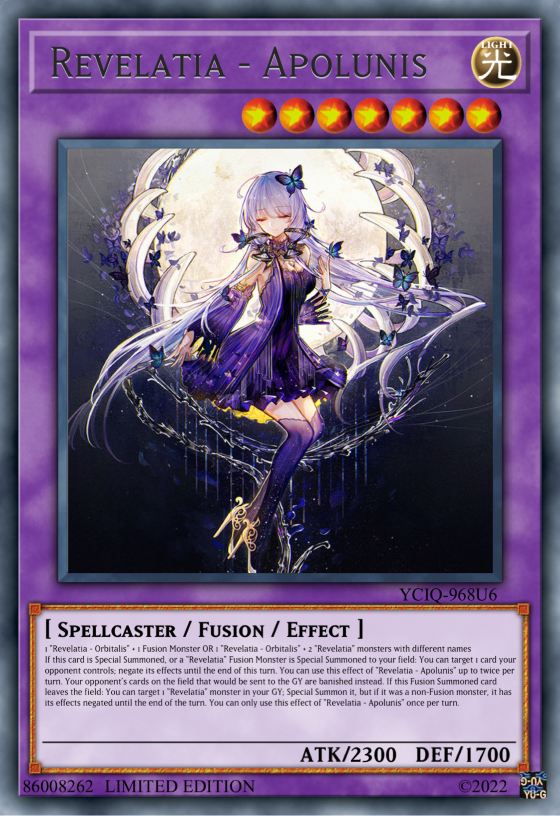 Revelatia - Apolunis
LIGHT
光
YCIQ-968U6
[ Spellcaster / Fusion / Effect ]
1 "Revelatia - Orbitalis" + 1 Fusion Monster OR 1 "Revelatia - Orbitalis" + 2 "Revelatia" monsters with different names
If this card is Special Summoned, or a "Revelatia" Fusion Monster is Special Summoned to your field: You can target 1 card your
opponent controls; negate its effects until the end of this turn. You can use this effect of "Revelatia - Apolunis" up to twice per
turn. Your opponent's cards on the field that would be sent to the GY are banished instead. If this Fusion Summoned card
leaves the field: You can target 1 "Revelatia" monster in your GY; Special Summon it, but if it was a non-Fusion monster, it has
its effects negated until the end of the turn. You can only use this effect of "Revelatia - Apolunis" once per turn.
ATK/2300 DEF/1700
86008262 LIMITED EDITION
©2022
YU-G
YU-G